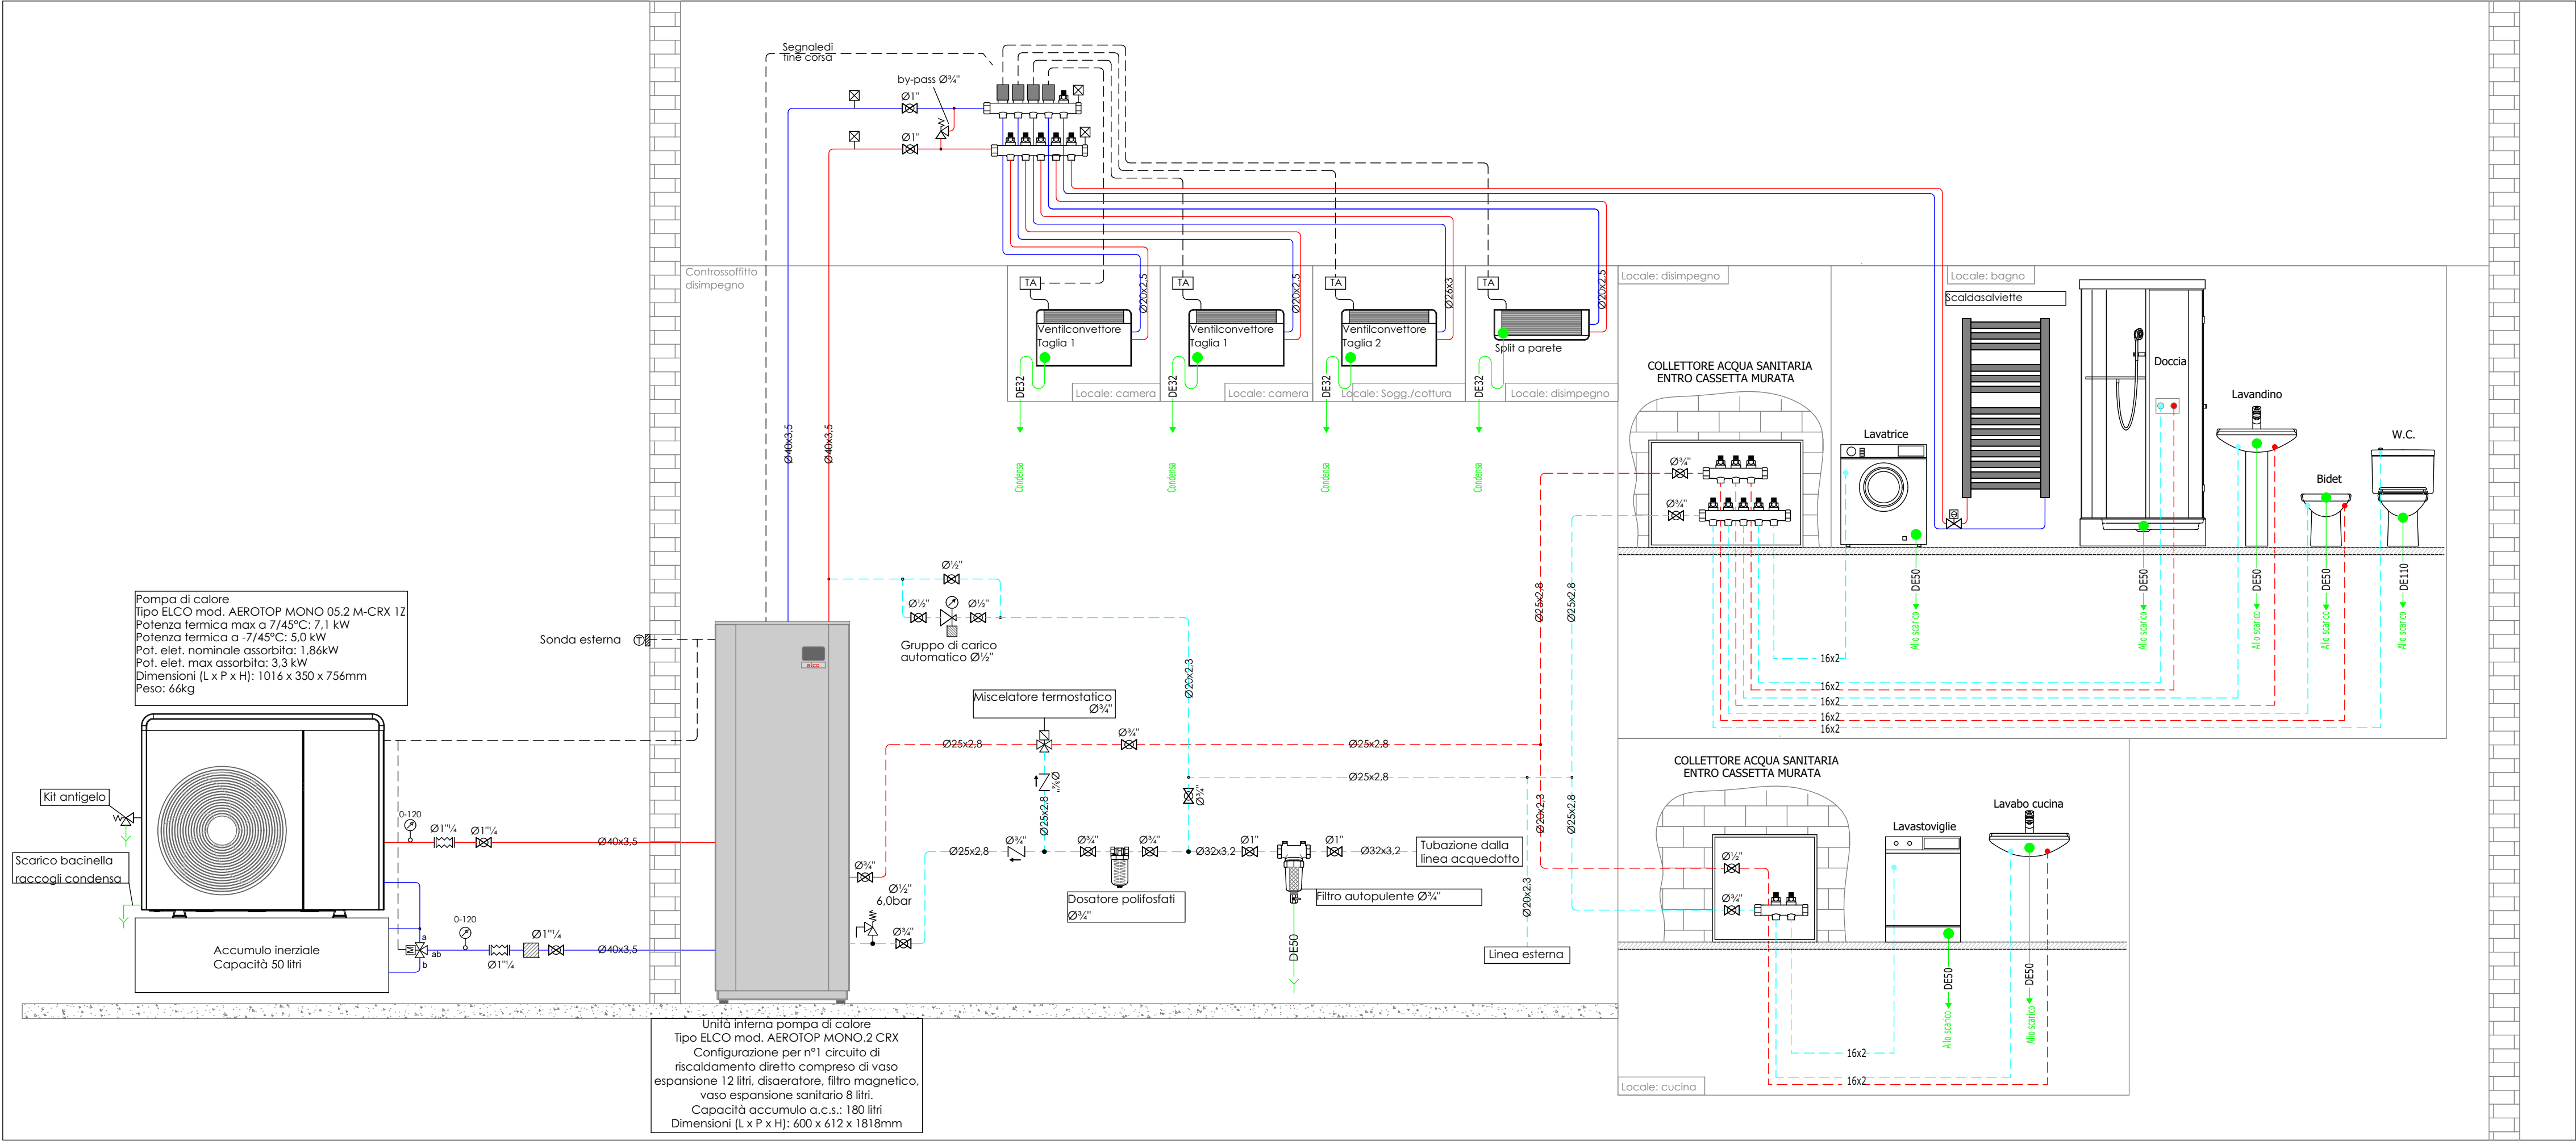 Segnaledi
fine corsa
by-pass Ø¾"
Ø1"
Ø1"
Controssoffitto
disimpegno
TA
TA
TA
TA
Ø20x2,5
Ø20x2,5
Ø26x3
Ø20x2,5
Ventilconvettore
Taglia 1
Ventilconvettore
Taglia 1
Ventilconvettore
Taglia 2
Split a parete
DE32
DE32
DE32
DE32
Locale: camera
Locale: camera
Locale: Sogg./cottura
Locale: disimpegno
Condensa
Condensa
Condensa
Condensa
Ø40x3,5
Ø40x3,5
Locale: disimpegno
Locale: bagno
Scaldasalviette
COLLETTORE ACQUA SANITARIA
ENTRO CASSETTA MURATA
Ø¾"
Ø¾"
Lavatrice
Doccia
Lavandino
Bidet
W.C.
DE50
DE50
DE50
DE50
DE110
Allo scarico
Allo scarico
Allo scarico
Allo scarico
Allo scarico
16x2
16x2
16x2
16x2
16x2
Pompa di calore
Tipo ELCO mod. AEROTOP MONO 05.2 M-CRX 1Z
Potenza termica max a 7/45°C: 7,1 kW
Potenza termica a -7/45°C: 5,0 kW
Pot. elet. nominale assorbita: 1,86kW
Pot. elet. max assorbita: 3,3 kW
Dimensioni (L x P x H): 1016 x 350 x 756mm
Peso: 66kg
Sonda esterna
T
elco
Ø½"
Ø½"
Ø½"
Gruppo di carico
automatico Ø½"
Ø20x2,3
Ø25x2,8
Ø25x2,8
Miscelatore termostatico
Ø¾"
Ø25x2,8
Ø¾"
Ø25x2,8
Ø¾"
Ø25x2,8
Ø25x2,8
Ø¾"
Kit antigelo
Scarico bacinella
raccogli condensa
0-120
Ø1"¼
Ø1"¼
Ø40x3,5
0-120
a
ab
b
Ø1"¼
Ø1"¼
Ø40x3,5
Accumulo inerziale
Capacità 50 litri
Ø¾"
Ø½"
6,0bar
Ø¾"
Ø25x2,8
Ø¾"
Ø¾"
Ø¾"
Ø32x3,2
Ø1"
Ø1"
Ø32x3,2
Tubazione dalla
linea acquedotto
Dosatore polifosfati
Ø¾"
Filtro autopulente Ø¾"
DE50
Ø20x2,3
Linea esterna
Ø20x2,3
Ø25x2,8
COLLETTORE ACQUA SANITARIA
ENTRO CASSETTA MURATA
Ø½"
Ø¾"
Lavastoviglie
Lavabo cucina
DE50
DE50
Allo scarico
Allo scarico
16x2
16x2
Locale: cucina
Unità interna pompa di calore
Tipo ELCO mod. AEROTOP MONO.2 CRX
Configurazione per n°1 circuito di
riscaldamento diretto compreso di vaso
espansione 12 litri, disaeratore, filtro magnetico,
vaso espansione sanitario 8 litri.
Capacità accumulo a.c.s.: 180 litri
Dimensioni (L x P x H): 600 x 612 x 1818mm